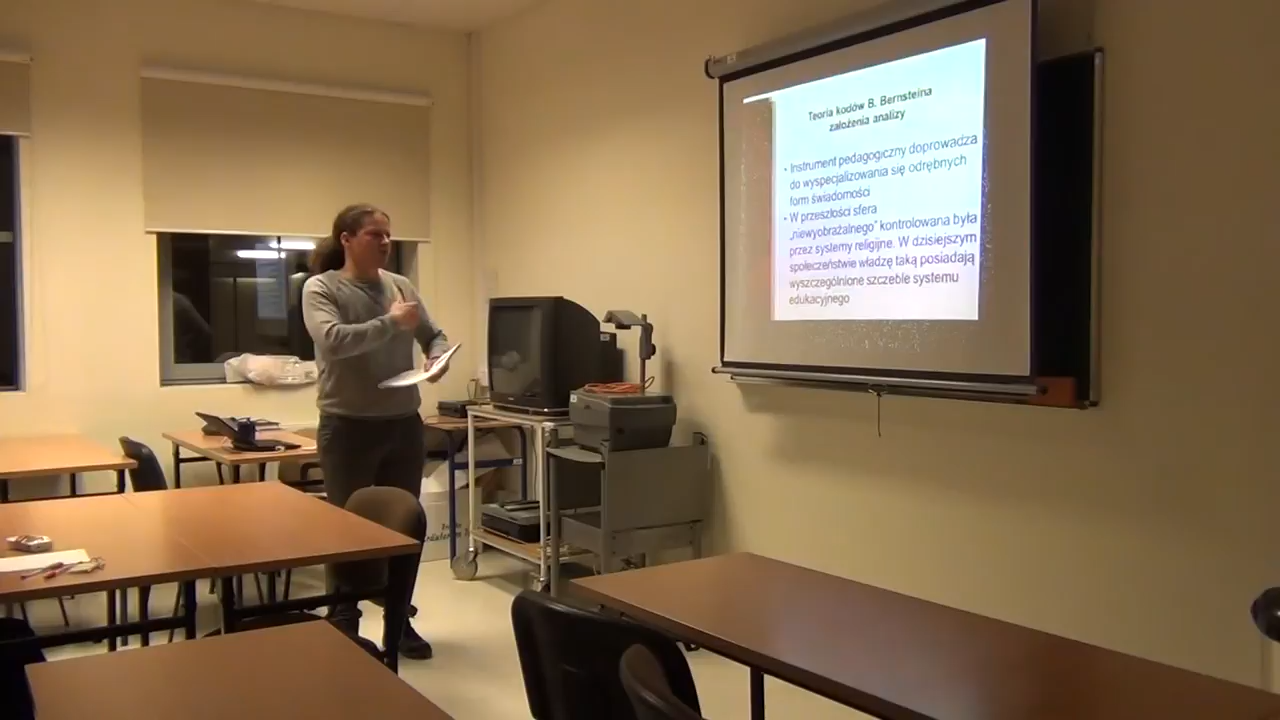 Teoria kodów B. Bernsteina
założenia analizy
• Instrument pedagogiczny doprowadza
do wyspecjalizowania się odrębnych
form świadomości
• W przeszłości sfera
„niewyobrażalnego" kontrolowana była
przez systemy religijne. W dzisiejszym
społeczeństwie władzę taką posiadają
wyszczególnione szczeble systemu
edukacyjnego